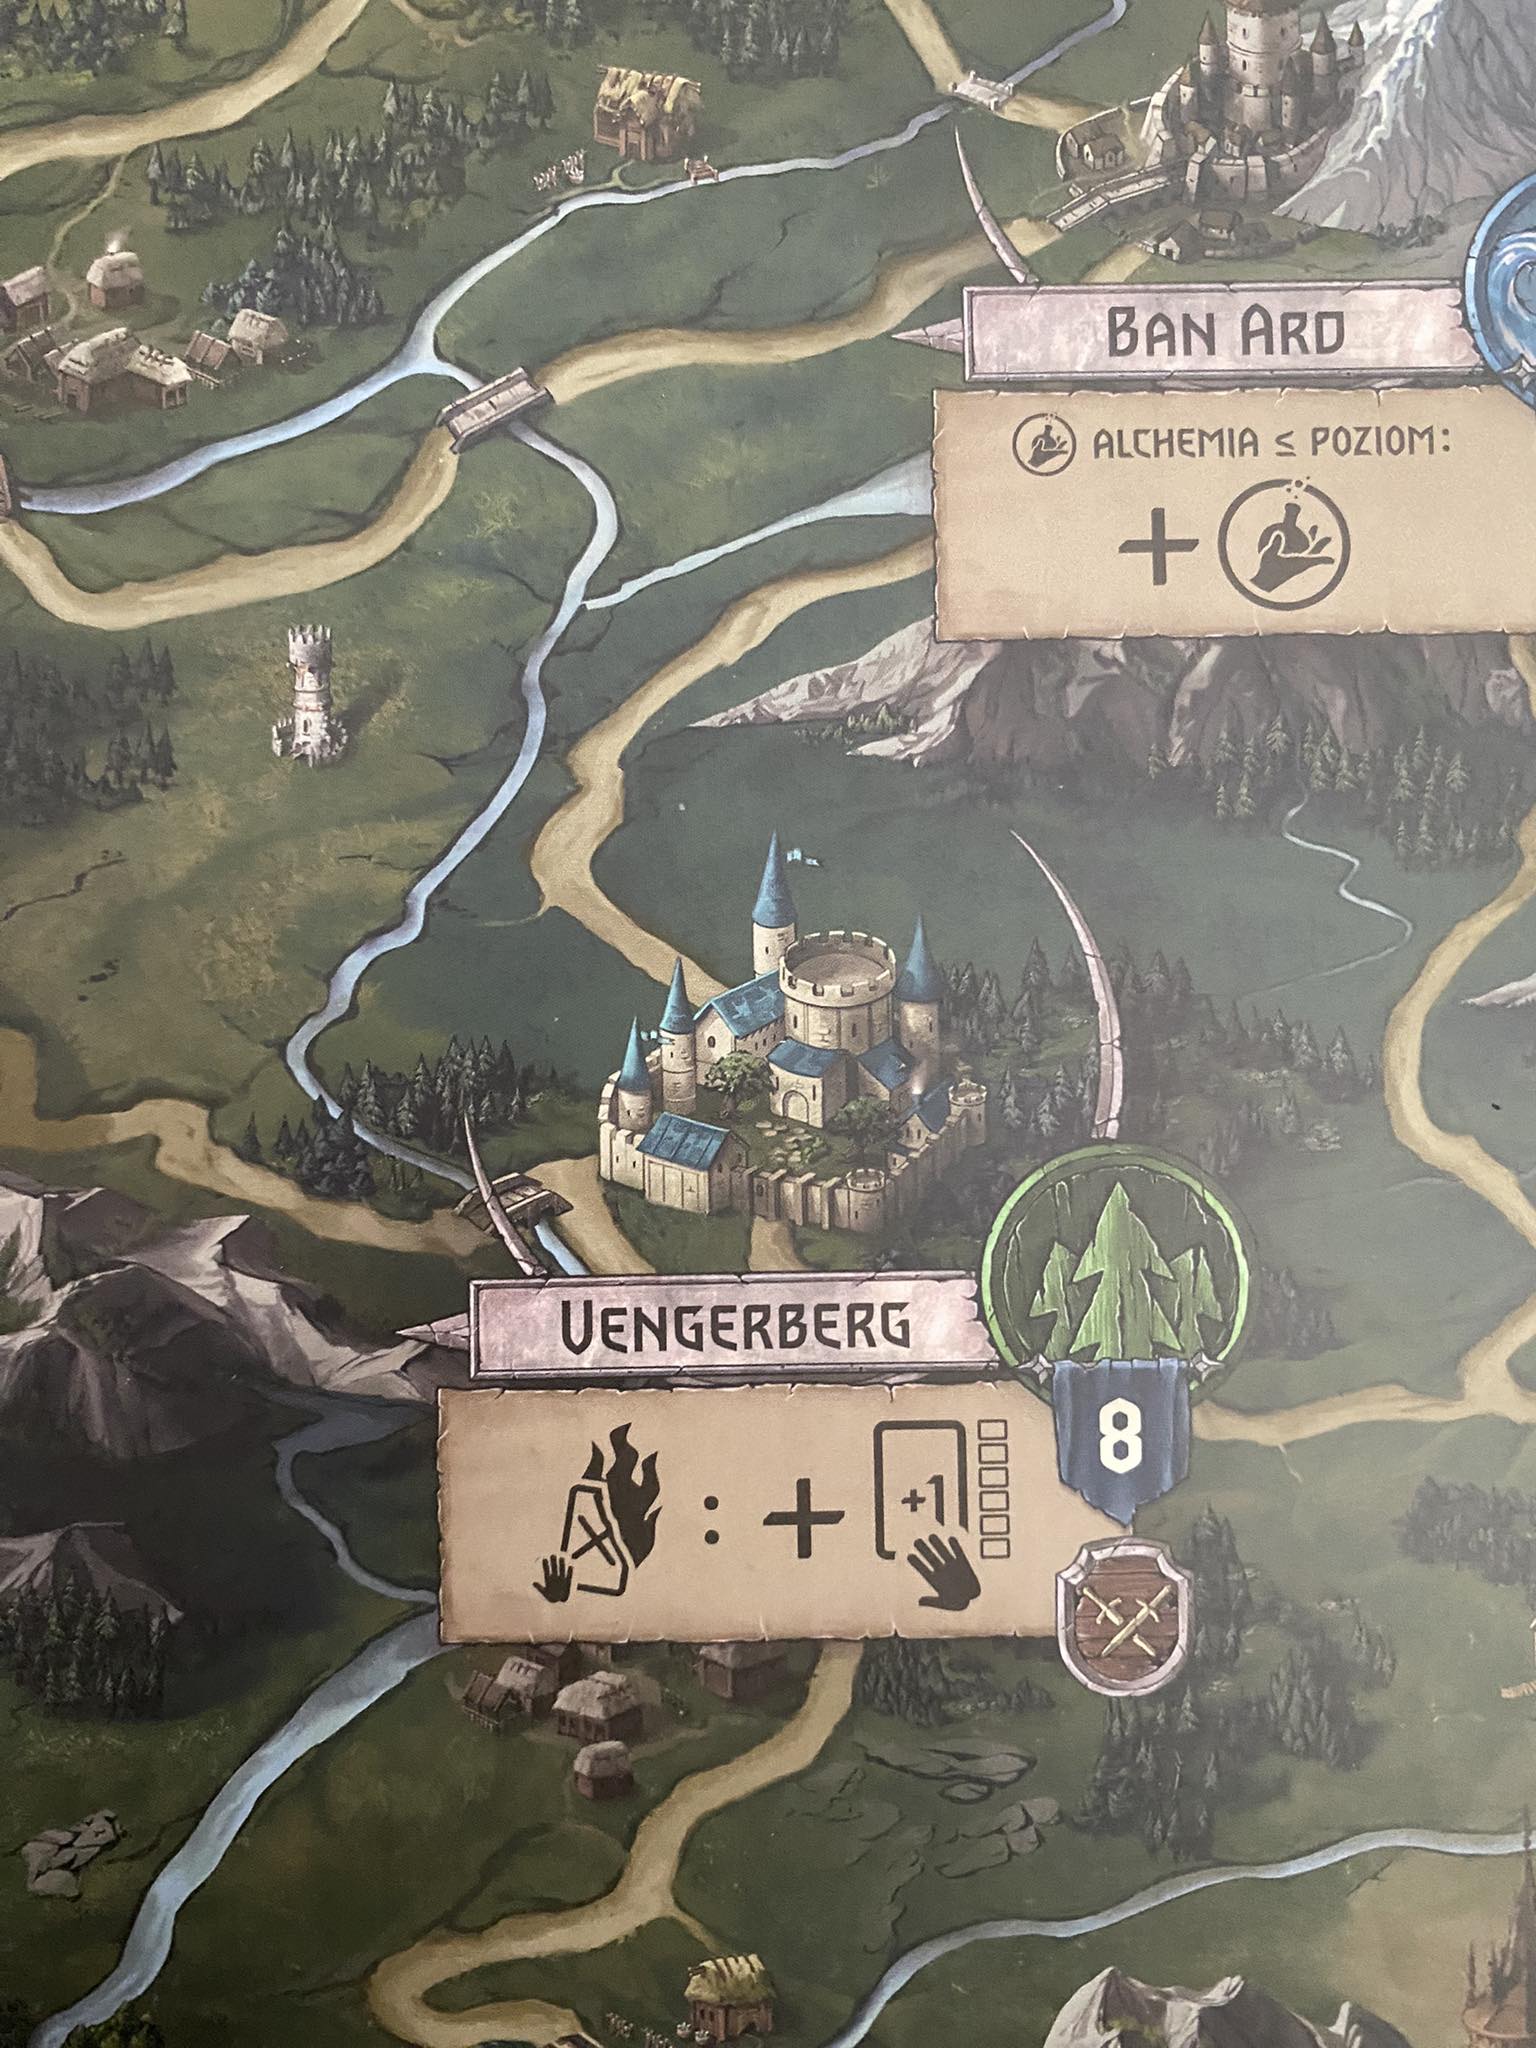 BAN ARD
ALCHEMIA ≤ POZIOM:
+
VENGERBERG
8
: + +1